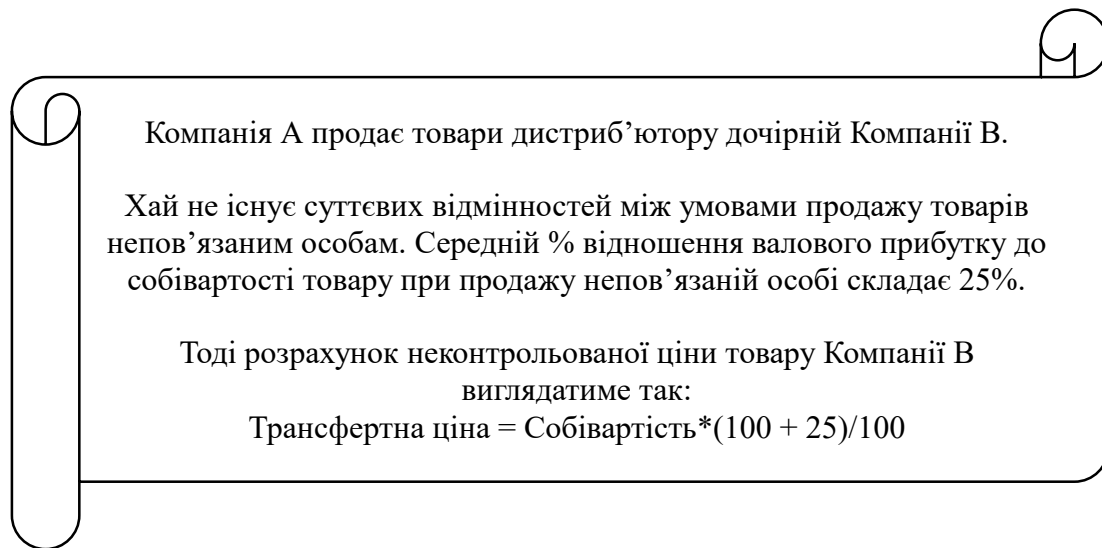 Компанія А продає товари дистриб’ютору дочірній Компанії В.
Хай не існує суттєвих відмінностей між умовами продажу товарів
непов’язаним особам. Середній % відношення валового прибутку до
собівартості товару при продажу непов’язаній особі складає 25%.
Тоді розрахунок неконтрольованої ціни товару Компанії В
виглядатиме так:
Трансфертна ціна = Собівартість*(100 + 25)/100